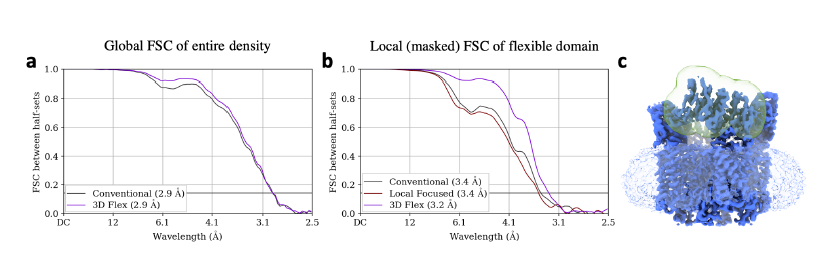 Global FSC of entire density
Local (masked) FSC of flexible domain
a
b
c
FSC between half-sets
1.0
0.8
0.6
0.4
0.2
0.0
Conventional (2.9 Å)
3D Flex (2.9 Å)
DC
12
6.1
4.1
3.1
2.5
Wavelength (Å)
FSC between half-sets
1.0
0.8
0.6
0.4
0.2
0.0
Conventional (3.4 Å)
Local Focused (3.4 Å)
3D Flex (3.2 Å)
DC
12
6.1
4.1
3.1
2.5
Wavelength (Å)